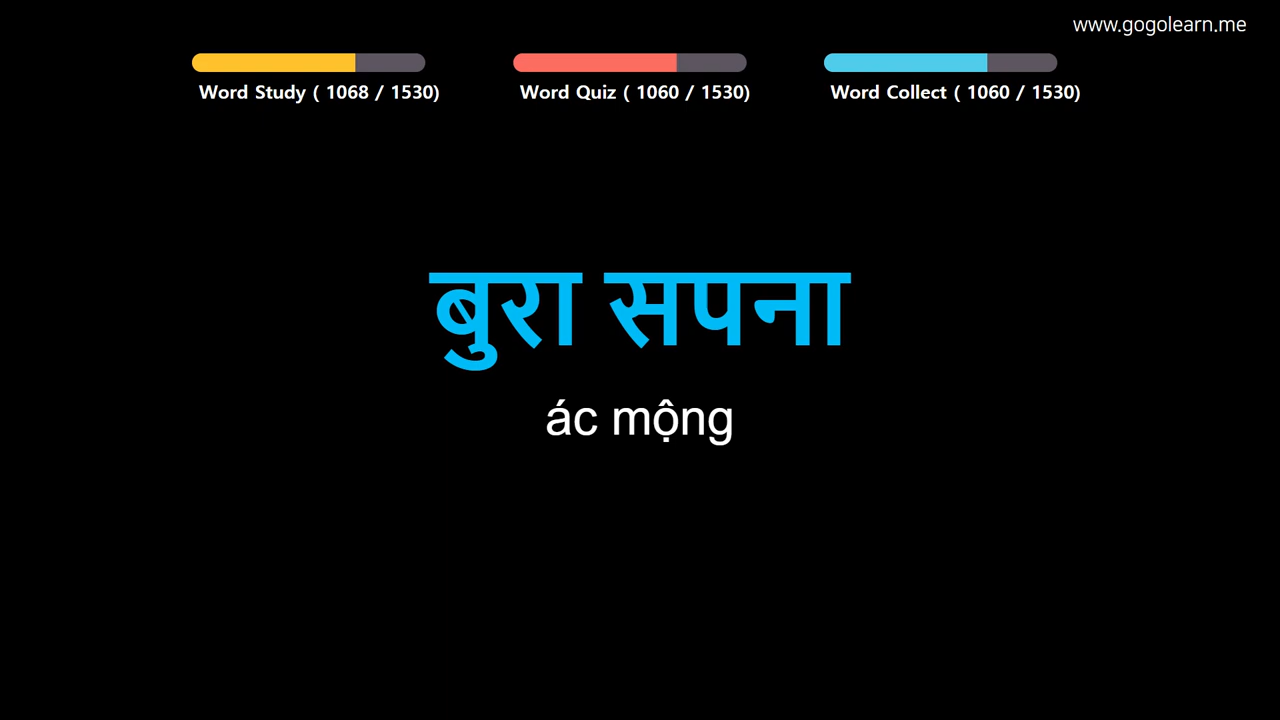 www.gogolearn.me
Word Study ( 1068 / 1530)
Word Quiz ( 1060 / 1530)
Word Collect ( 1060 / 1530)
बुरा सपना
ác mộng